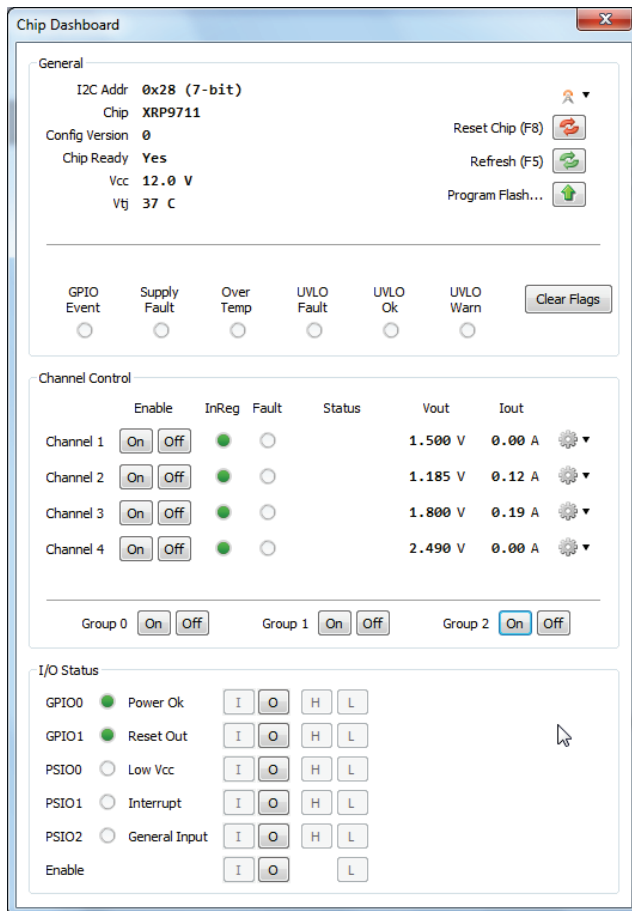 Chip Dashboard
General
I2C Addr 0x28 (7-bit)
Chip XRP9711
Config Version 0
Chip Ready Yes
Vcc 12.0 V
Vtj 37 C
Reset Chip (F8)
Refresh (F5)
Program Flash...
GPIO Event
Supply Fault
Over Temp
UVLO Fault
UVLO Ok
UVLO Warn
Clear Flags
Channel Control
Enable InReg Fault Status Vout Iout
Channel 1 On Off 1.500 V 0.00 A
Channel 2 On Off 1.185 V 0.12 A
Channel 3 On Off 1.800 V 0.19 A
Channel 4 On Off 2.490 V 0.00 A
Group 0 On Off Group 1 On Off Group 2 On Off
I/O Status
GPIO0 Power Ok I O H L
GPIO1 Reset Out I O H L
PSIO0 Low Vcc I O H L
PSIO1 Interrupt I O H L
PSIO2 General Input I O H L
Enable I O L